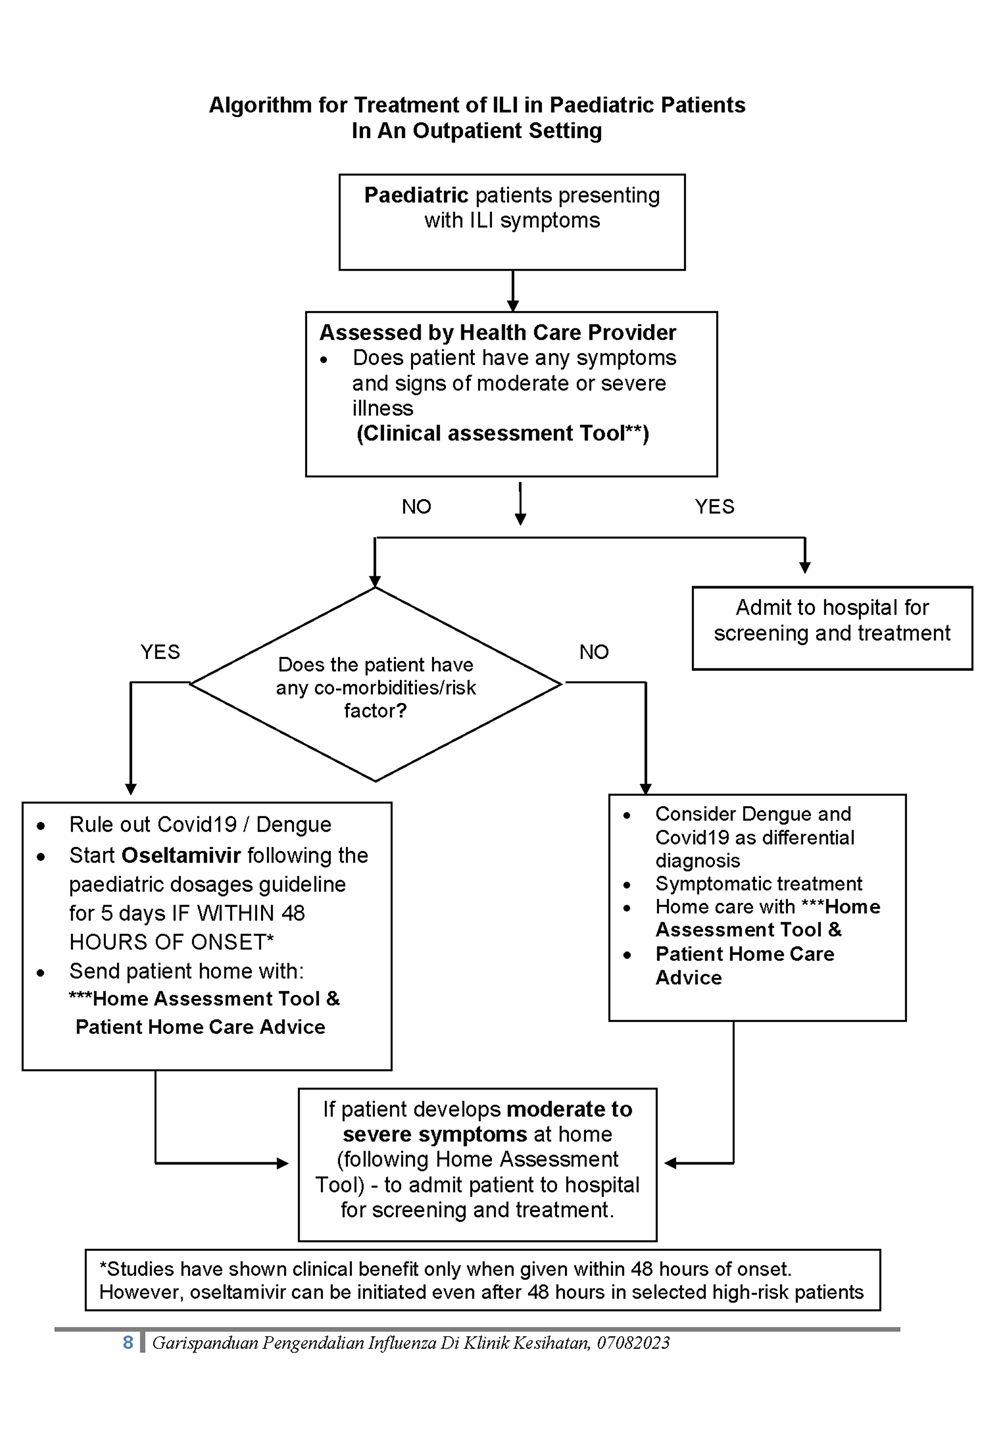 Algorithm for Treatment of ILI in Paediatric Patients
In An Outpatient Setting
Paediatric patients presenting
with ILI symptoms
Assessed by Health Care Provider
• Does patient have any symptoms
and signs of moderate or severe
illness
(Clinical assessment Tool**)
NO
YES
Admit to hospital for
screening and treatment
YES
NO
Does the patient have
any co-morbidities/risk
factor?
• Rule out Covid19 / Dengue
• Start Oseltamivir following the
paediatric dosages guideline
for 5 days IF WITHIN 48
HOURS OF ONSET*
• Send patient home with:
***Home Assessment Tool &
Patient Home Care Advice
• Consider Dengue and
Covid19 as differential
diagnosis
• Symptomatic treatment
• Home care with ***Home
Assessment Tool &
• Patient Home Care
Advice
If patient develops moderate to
severe symptoms at home
(following Home Assessment
Tool) - to admit patient to hospital
for screening and treatment.
*Studies have shown clinical benefit only when given within 48 hours of onset.
However, oseltamivir can be initiated even after 48 hours in selected high-risk patients
8 | Garispanduan Pengendalian Influenza Di Klinik Kesihatan, 07082023